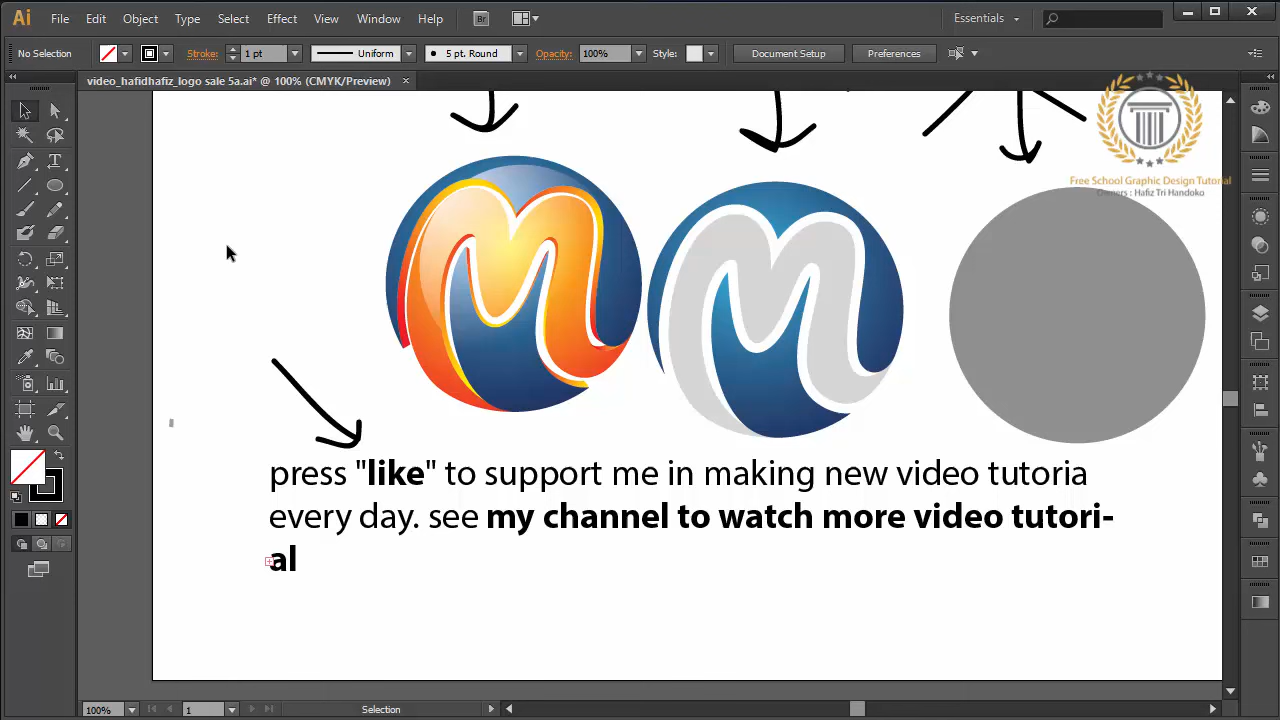 Ai File Edit Object Type Select Effect View Window Help Br Essentials
No Selection Stroke: 1 pt Uniform 5 pt. Round Opacity: 100% Style: Document Setup Preferences
video_hafidhafiz_logo sale 5a.ai* @ 100% (CMYK/Preview)
Free School Graphic Design Tutorial
Owners : Hafiz Tri Handoko
press "like" to support me in making new video tutoria
every day. see my channel to watch more video tutori-
al
100% 1 Selection